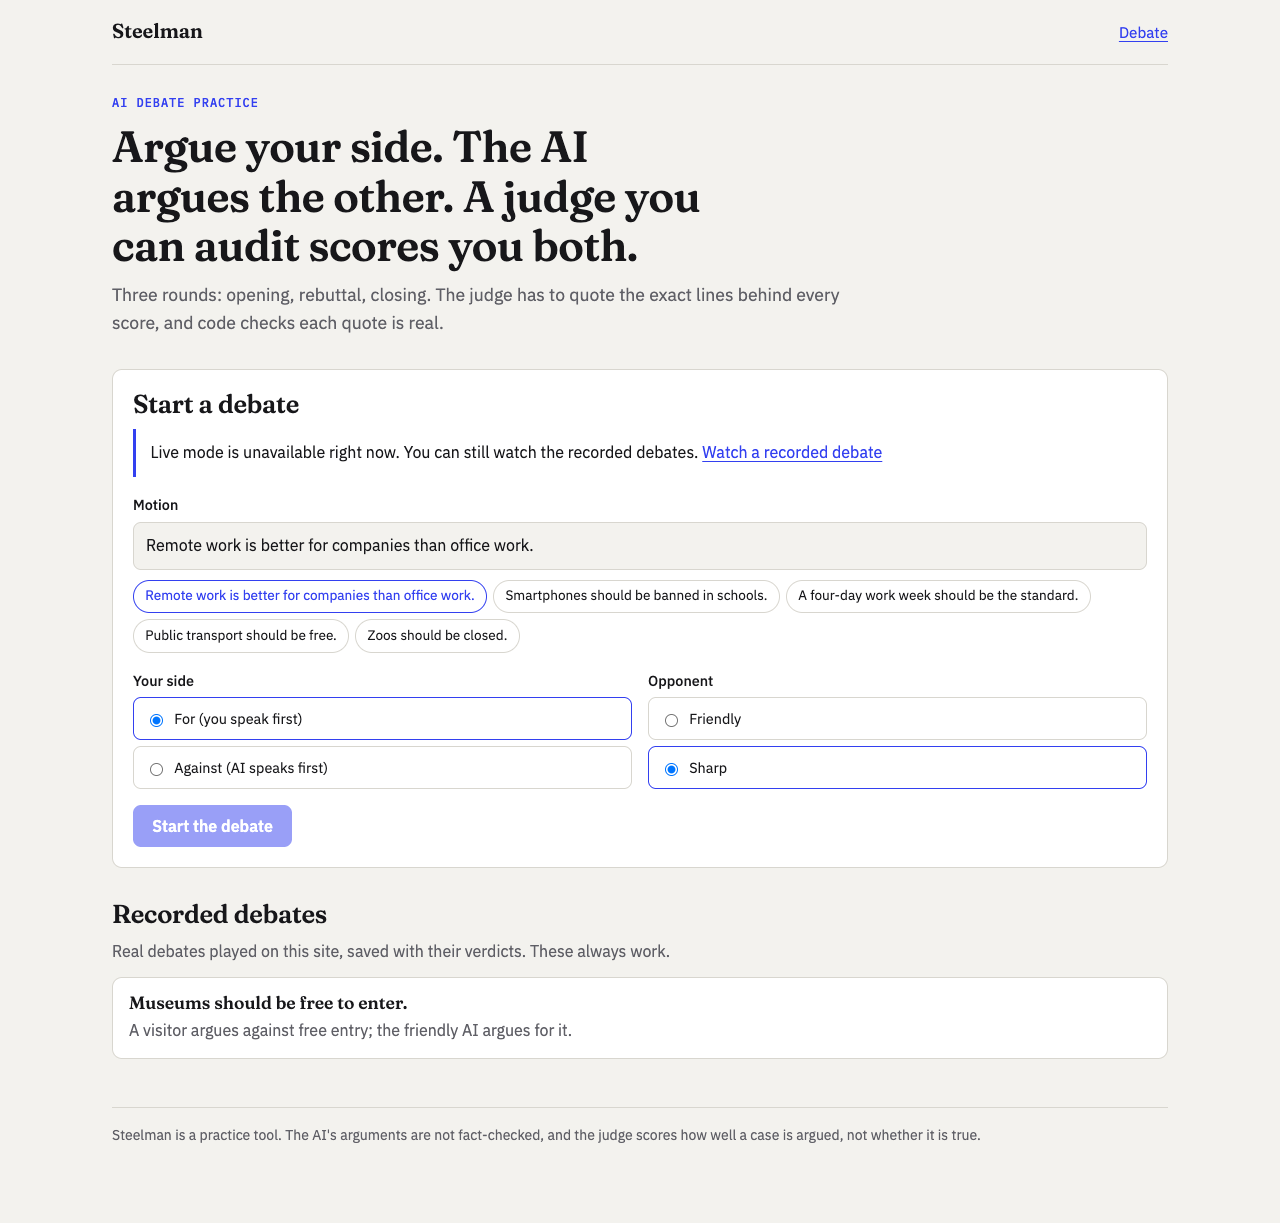 Steelman
Debate
AI DEBATE PRACTICE
Argue your side. The AI
argues the other. A judge you
can audit scores you both.
Three rounds: opening, rebuttal, closing. The judge has to quote the exact lines behind every
score, and code checks each quote is real.
Start a debate
Live mode is unavailable right now. You can still watch the recorded debates. Watch a recorded debate
Motion
Remote work is better for companies than office work.
Remote work is better for companies than office work.
Smartphones should be banned in schools.
A four-day work week should be the standard.
Public transport should be free.
Zoos should be closed.
Your side
For (you speak first)
Against (AI speaks first)
Opponent
Friendly
Sharp
Start the debate
Recorded debates
Real debates played on this site, saved with their verdicts. These always work.
Museums should be free to enter.
A visitor argues against free entry; the friendly AI argues for it.
Steelman is a practice tool. The AI's arguments are not fact-checked, and the judge scores how well a case is argued, not whether it is true.